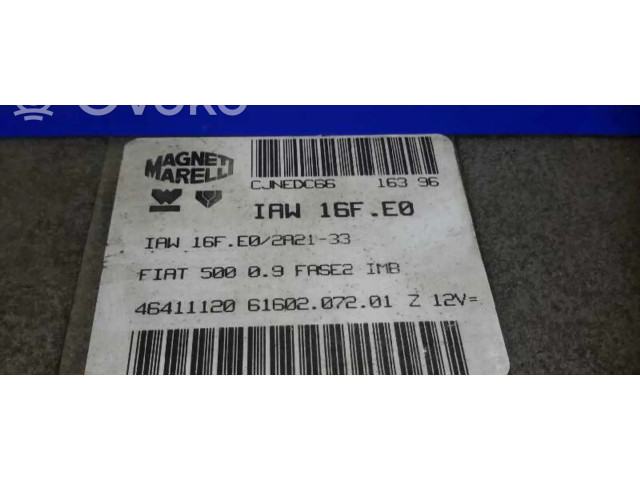 OVOKO
MAGNETI
MARELLI
CJNEDC66 163 96
IAW 16F.E0
IAW 16F.E0/2A21-33
FIAT 500 0.9 FASE2 IMB
46411120 61602.072.01 Z 12V=